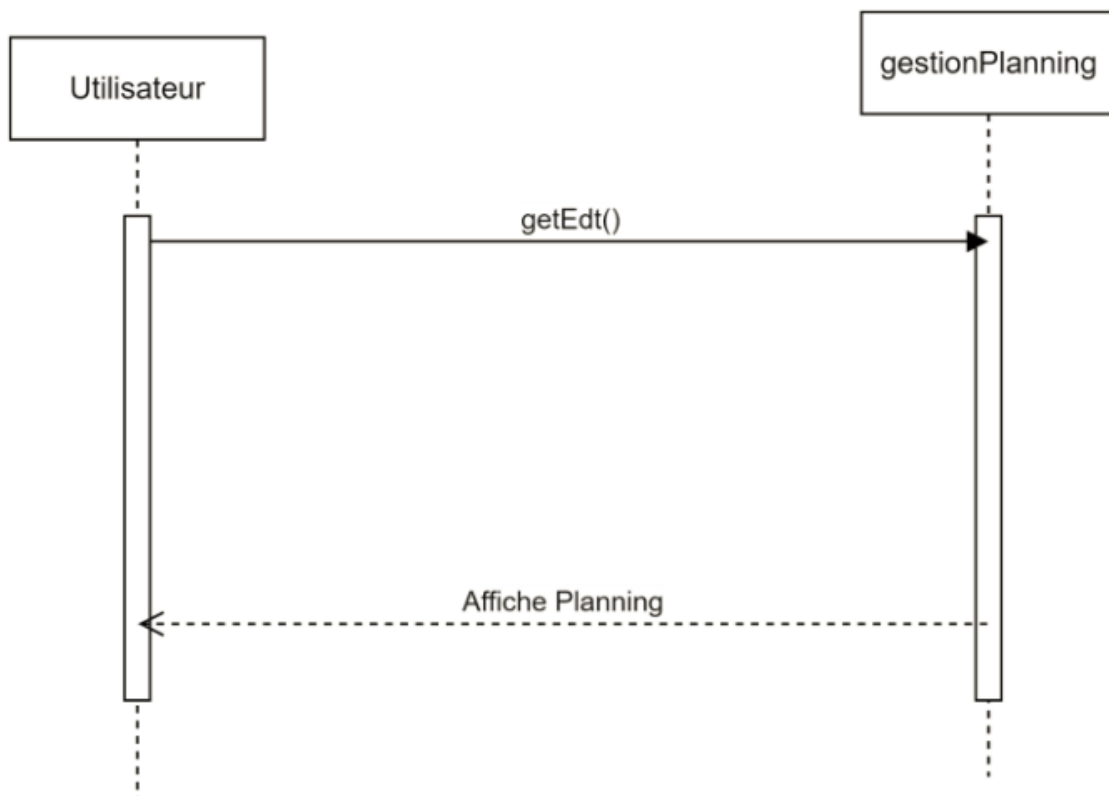 Utilisateur
gestionPlanning
getEdt()
Affiche Planning